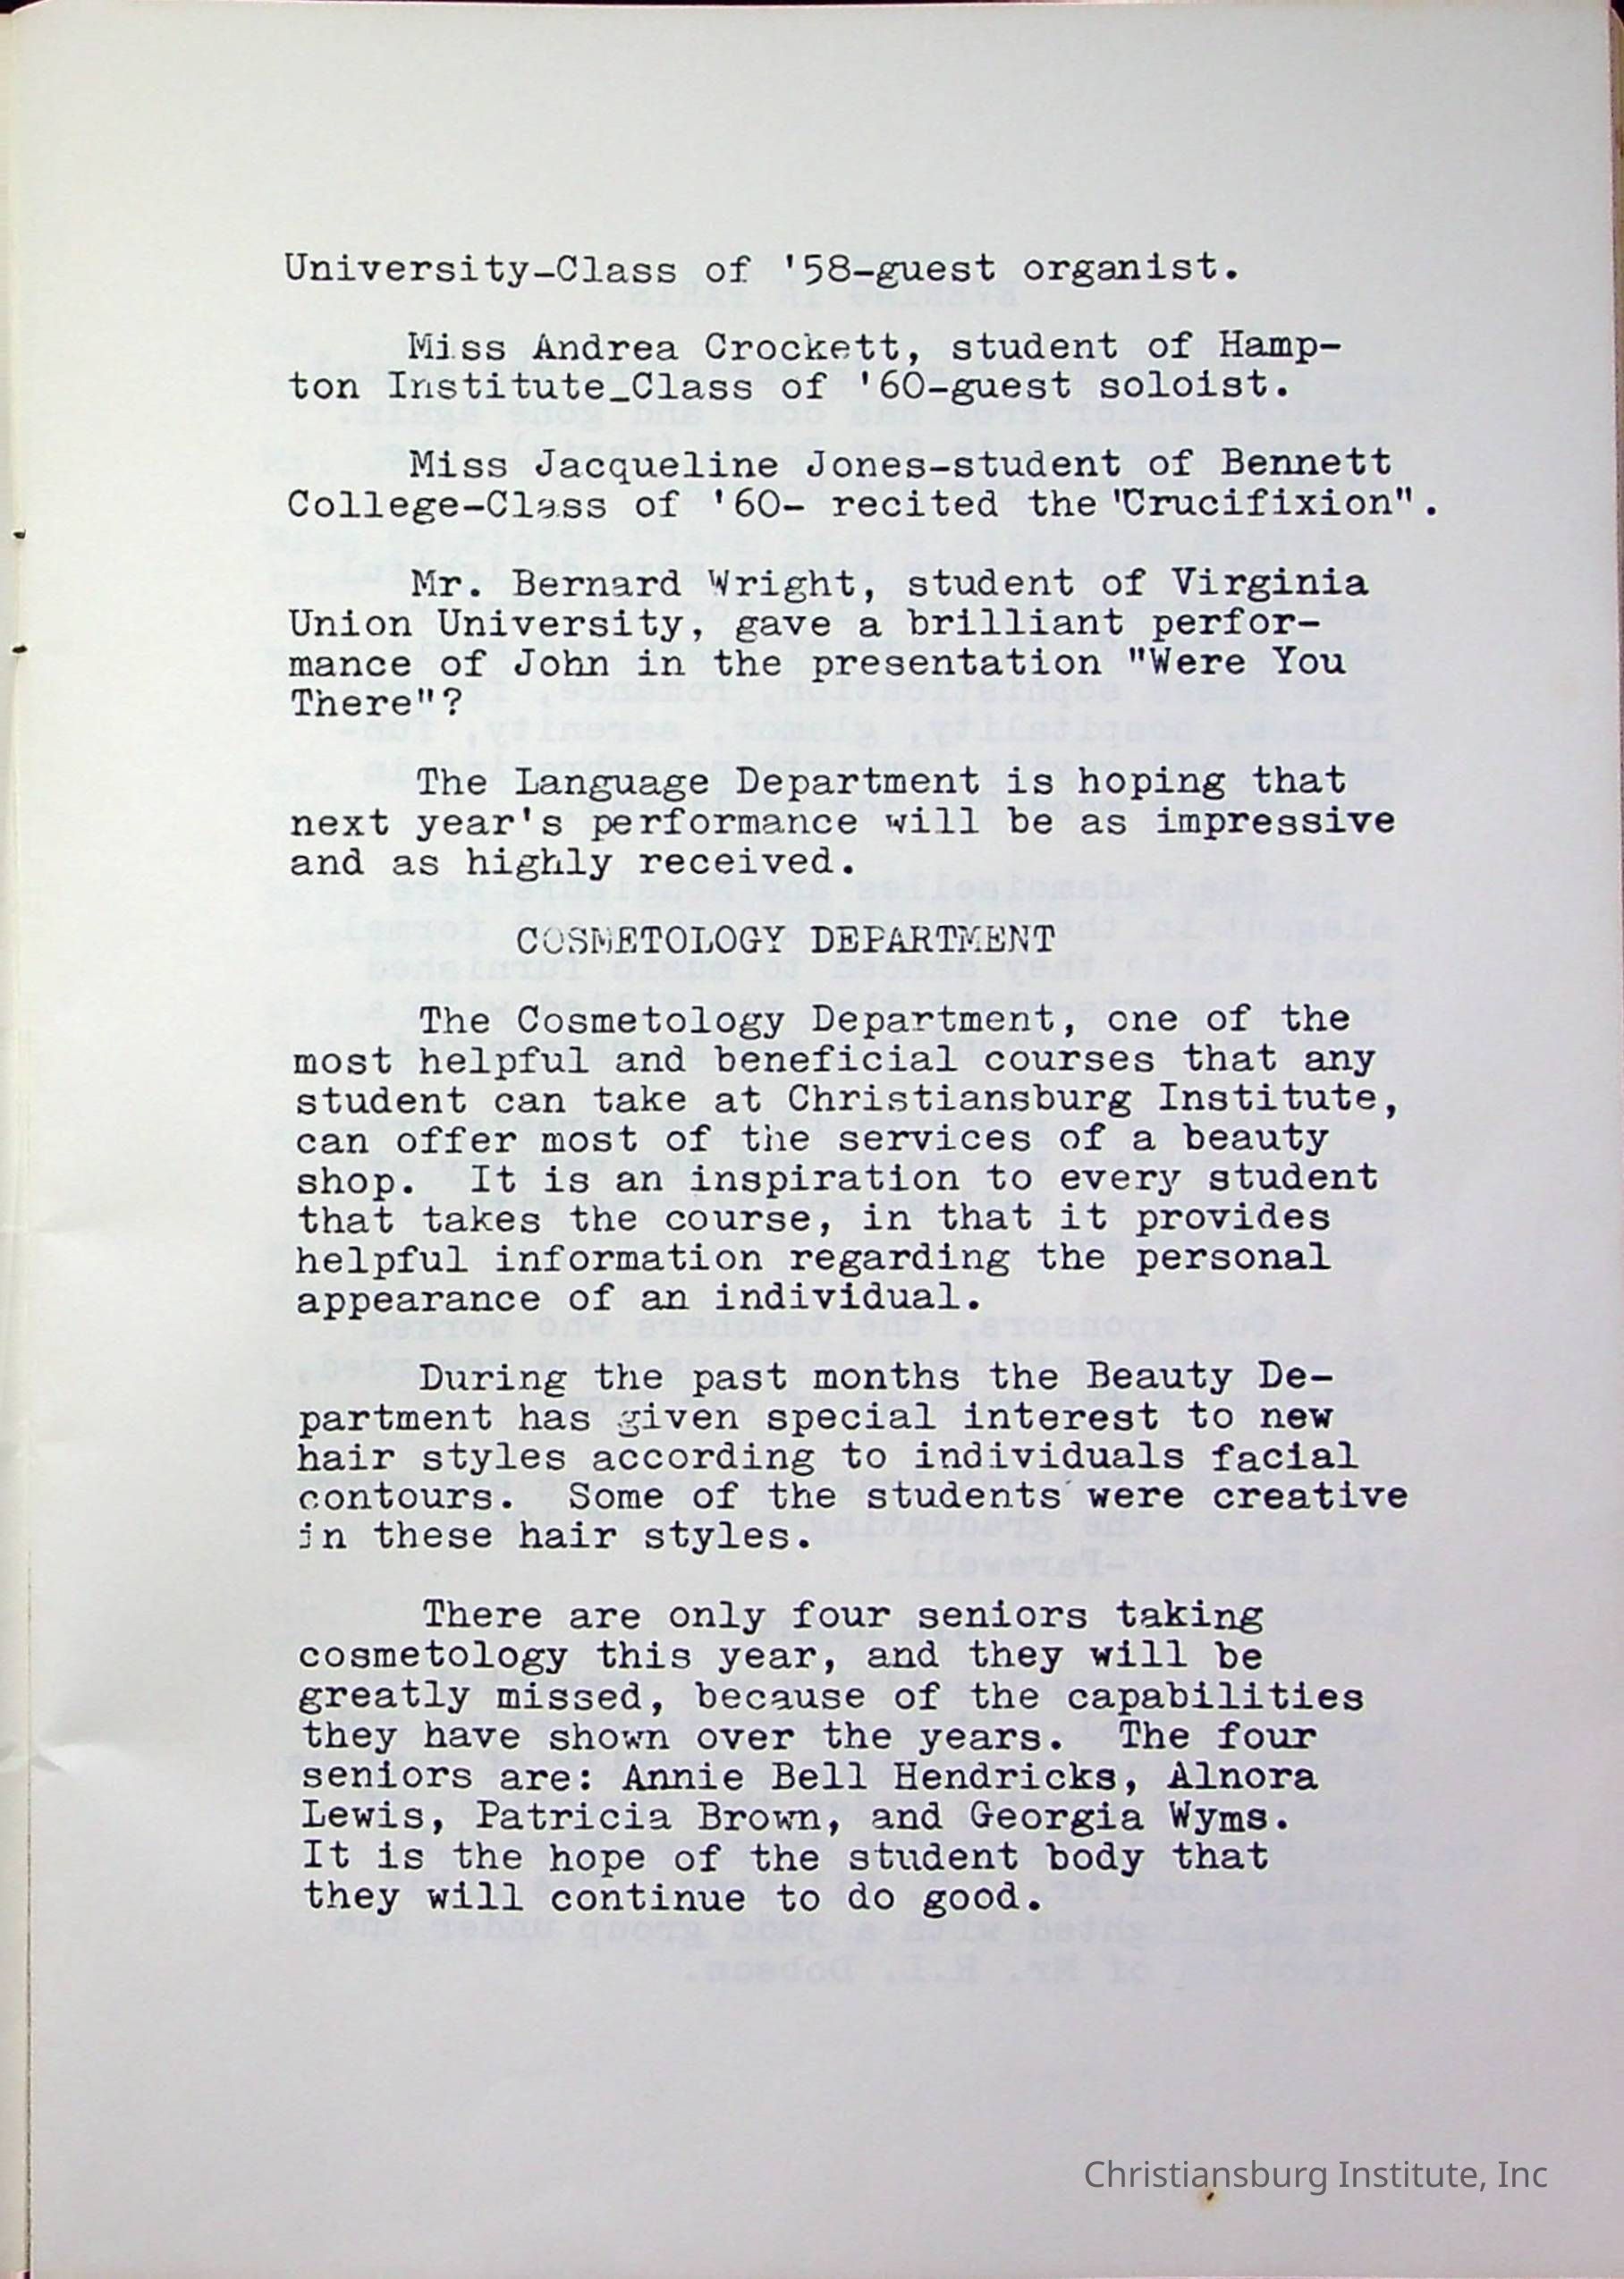 University-Class of '58-guest organist.
Miss Andrea Crockett, student of Hamp-
ton Institute_Class of '60-guest soloist.
Miss Jacqueline Jones-student of Bennett
College-Class of '60- recited the "Crucifixion".
Mr. Bernard Wright, student of Virginia
Union University, gave a brilliant perfor-
mance of John in the presentation "Were You
There"?
The Language Department is hoping that
next year's performance will be as impressive
and as highly received.
COSMETOLOGY DEPARTMENT
The Cosmetology Department, one of the
most helpful and beneficial courses that any
student can take at Christiansburg Institute,
can offer most of the services of a beauty
shop. It is an inspiration to every student
that takes the course, in that it provides
helpful information regarding the personal
appearance of an individual.
During the past months the Beauty De-
partment has given special interest to new
hair styles according to individuals facial
contours. Some of the students were creative
in these hair styles.
There are only four seniors taking
cosmetology this year, and they will be
greatly missed, because of the capabilities
they have shown over the years. The four
seniors are: Annie Bell Hendricks, Alnora
Lewis, Patricia Brown, and Georgia Wyms.
It is the hope of the student body that
they will continue to do good.
Christiansburg Institute, Inc